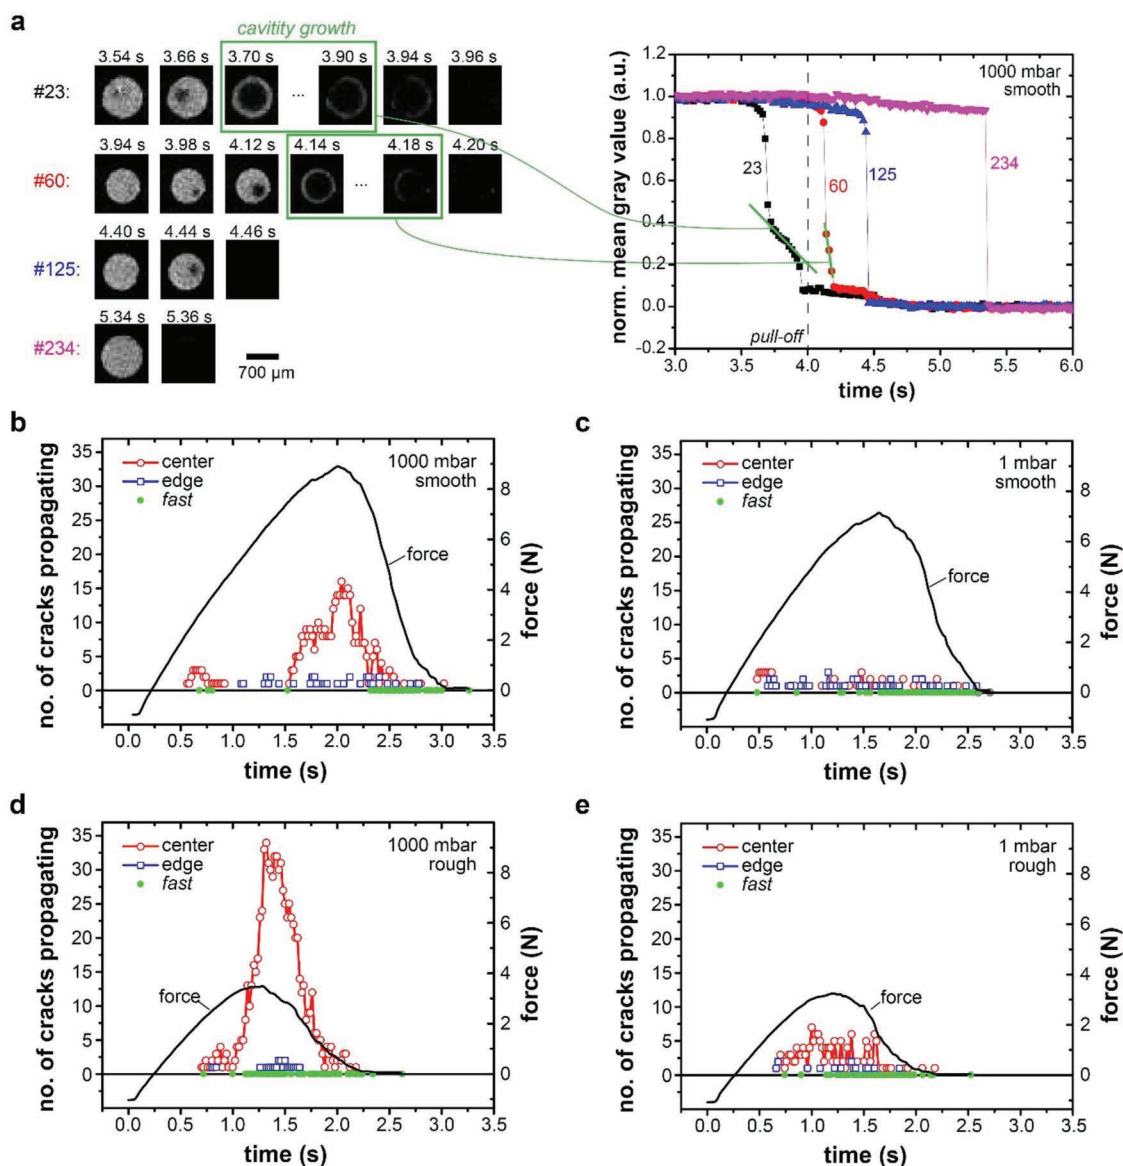 a
cavitity growth
3.54 s 3.66 s 3.70 s 3.90 s 3.94 s 3.96 s
#23: ...
3.94 s 3.98 s 4.12 s 4.14 s 4.18 s 4.20 s
#60: ...
4.40 s 4.44 s 4.46 s
#125:
5.34 s 5.36 s
#234:
700 µm
norm. mean gray value (a.u.)
1.2
1.0
0.8
0.6
0.4
0.2
0.0
-0.2
1000 mbar
smooth
23
60
125
234
pull-off
3.0 3.5 4.0 4.5 5.0 5.5 6.0
time (s)
b
no. of cracks propagating
35
30
25
20
15
10
5
0
center
edge
fast
1000 mbar
smooth
force
8
6
4
2
0
force (N)
0.0 0.5 1.0 1.5 2.0 2.5 3.0 3.5
time (s)
c
no. of cracks propagating
35
30
25
20
15
10
5
0
center
edge
fast
1 mbar
smooth
force
8
6
4
2
0
force (N)
0.0 0.5 1.0 1.5 2.0 2.5 3.0 3.5
time (s)
d
no. of cracks propagating
35
30
25
20
15
10
5
0
center
edge
fast
1000 mbar
rough
force
8
6
4
2
0
force (N)
0.0 0.5 1.0 1.5 2.0 2.5 3.0 3.5
time (s)
e
no. of cracks propagating
35
30
25
20
15
10
5
0
center
edge
fast
1 mbar
rough
force
8
6
4
2
0
force (N)
0.0 0.5 1.0 1.5 2.0 2.5 3.0 3.5
time (s)